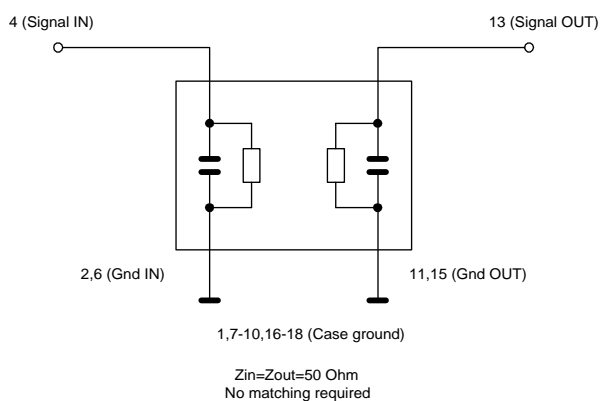 4 (Signal IN)
13 (Signal OUT)
2,6 (Gnd IN)
11,15 (Gnd OUT)
1,7-10,16-18 (Case ground)
Zin=Zout=50 Ohm
No matching required